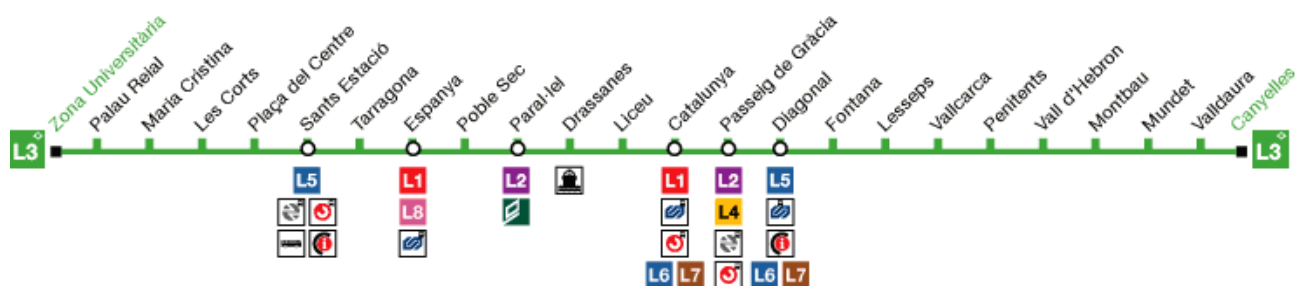 Zona Universitària
Palau Reial
Maria Cristina
Les Corts
Plaça del Centre
Sants Estació
Tarragona
Espanya
Poble Sec
Paral·lel
Drassanes
Liceu
Catalunya
Passeig de Gràcia
Diagonal
Fontana
Lesseps
Vallcarca
Penitents
Vall d'Hebron
Montbau
Mundet
Valldaura
Canyelles
L3 L3
L5 L1 L2 L1 L2 L5
L8 L4
L6 L7 L6 L7